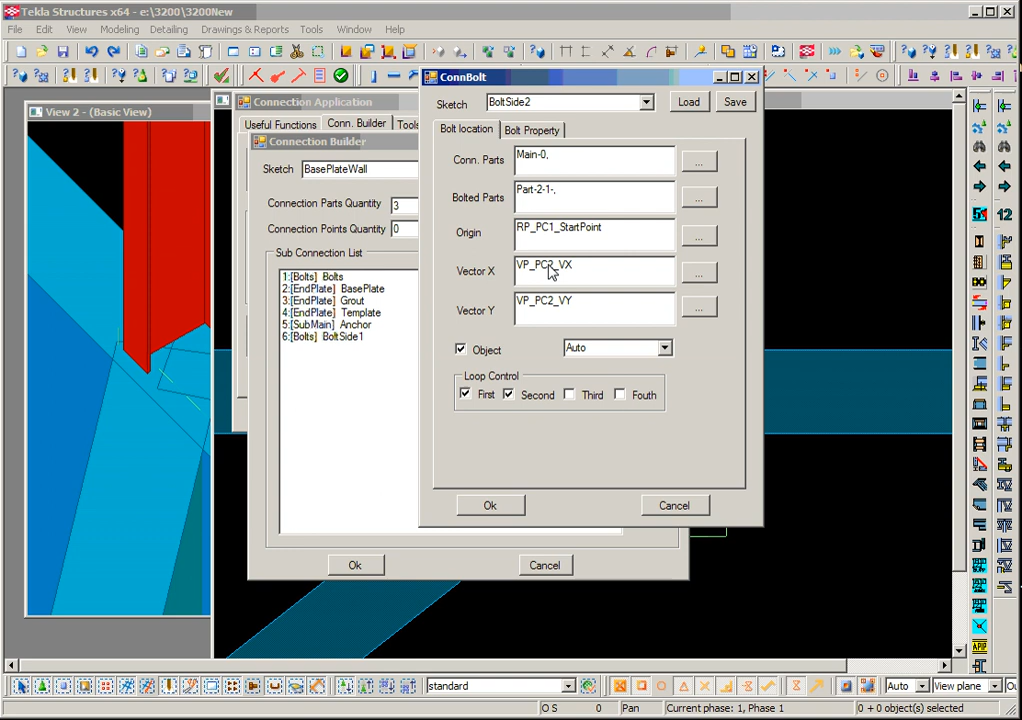 Tekla Structures x64 - e:\3200\3200New
File Edit View Modeling Detailing Drawings & Reports Tools Window Help
View 2 - (Basic View)
Connection Application
Useful Functions Conn. Builder Tools
Connection Builder
Sketch BasePlateWall
Connection Parts Quantity 3
Connection Points Quantity 0
Sub Connection List
1:[Bolts] Bolts
2:[EndPlate] BasePlate
3:[EndPlate] Grout
4:[EndPlate] Template
5:[SubMain] Anchor
6:[Bolts] BoltSide1
Ok Cancel
ConnBolt
Sketch BoltSide2 Load Save
Bolt location Bolt Property
Conn. Parts Main-0, ...
Bolted Parts Part-2-1-, ...
Origin RP_PC1_StartPoint ...
Vector X VP_PC2_VX ...
Vector Y VP_PC2_VY ...
Object Auto
Loop Control
First Second Third Fouth
Ok Cancel
12
APP
standard
Auto View plane Ou
O S 0 Pan Current phase: 1, Phase 1 0 + 0 object(s) selected